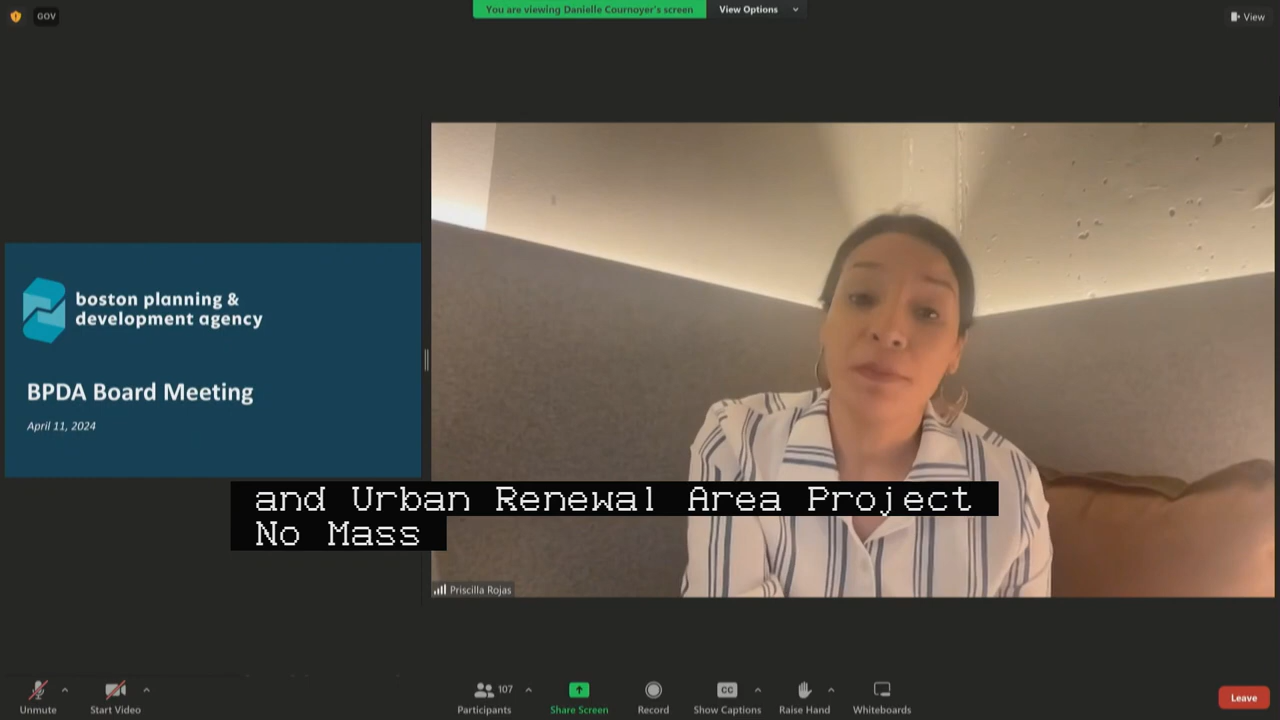 GOV
You are viewing Danielle Cournoyer's screen
View Options
View
boston planning &
development agency
BPDA Board Meeting
April 11, 2024
and Urban Renewal Area Project
No Mass
Priscilla Rojas
Unmute
Start Video
107
Participants
Share Screen
Record
CC
Show Captions
Raise Hand
Whiteboards
Leave